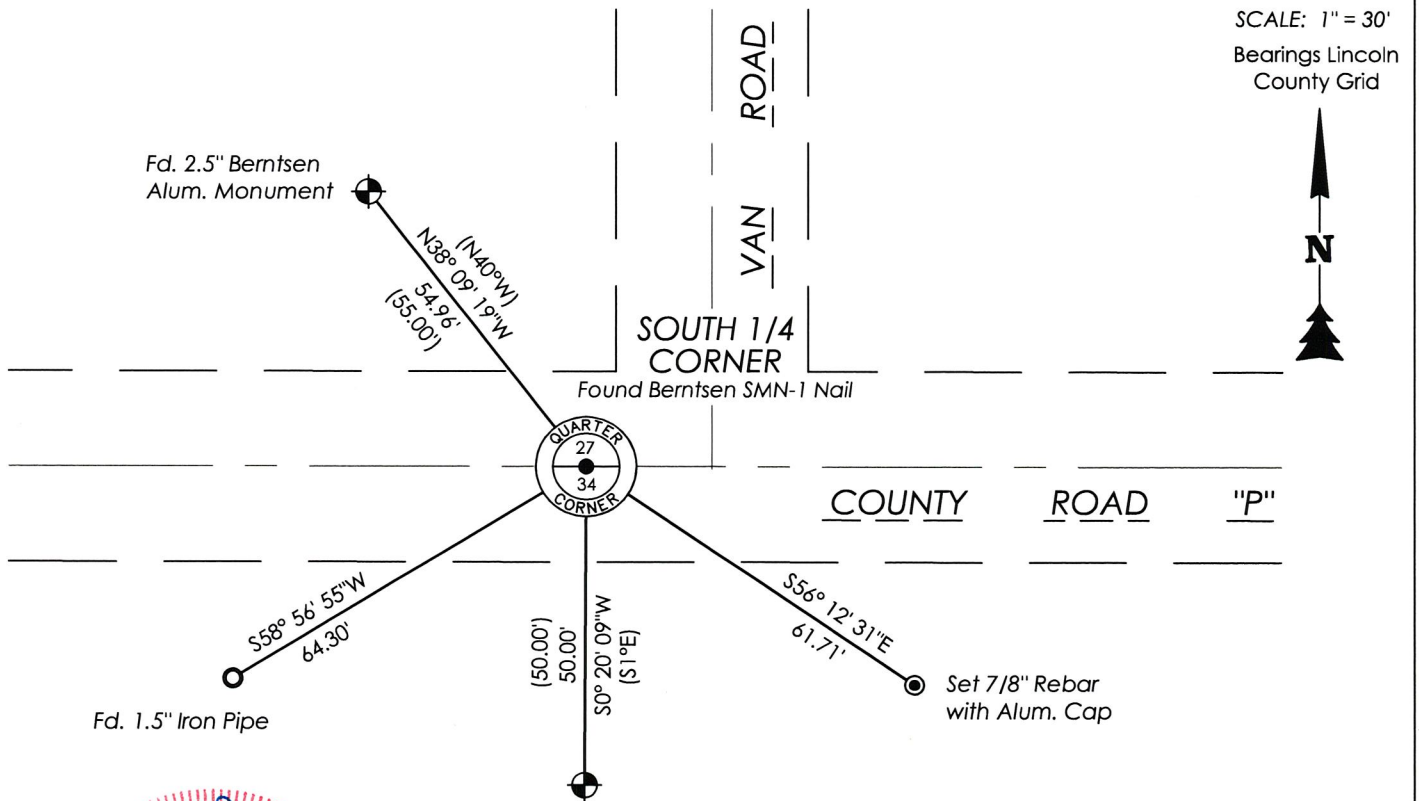 SCALE: 1" = 30'
Bearings Lincoln
County Grid
N
VAN ROAD
Fd. 2.5" Berntsen
Alum. Monument
(N40°W)
N38° 09' 19"W
54.96'
(55.00')
SOUTH 1/4
CORNER
Found Berntsen SMN-1 Nail
QUARTER
27
34
CORNER
COUNTY ROAD "P"
S58° 56' 55"W
64.30'
Fd. 1.5" Iron Pipe
(50.00')
50.00'
S0° 20' 09"W
(S1°E)
S56° 12' 31"E
61.71'
Set 7/8" Rebar
with Alum. Cap